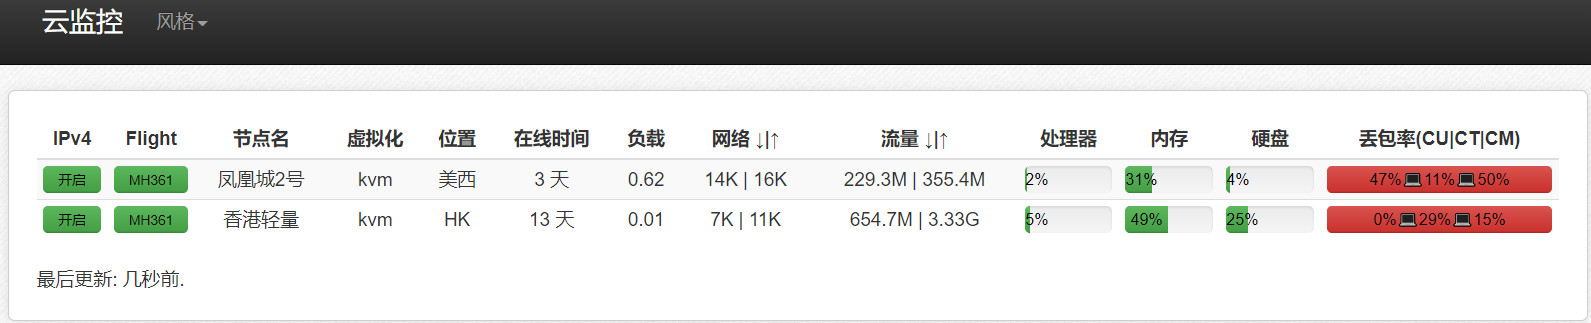 云监控 风格
IPv4 Flight 节点名 虚拟化 位置 在线时间 负载 网络 ↓|↑ 流量 ↓|↑ 处理器 内存 硬盘 丢包率(CU|CT|CM)
开启 MH361 凤凰城2号 kvm 美西 3 天 0.62 14K | 16K 229.3M | 355.4M 2% 31% 4% 47%💻11%💻50%
开启 MH361 香港轻量 kvm HK 13 天 0.01 7K | 11K 654.7M | 3.33G 5% 49% 25% 0%💻29%💻15%
最后更新: 几秒前.